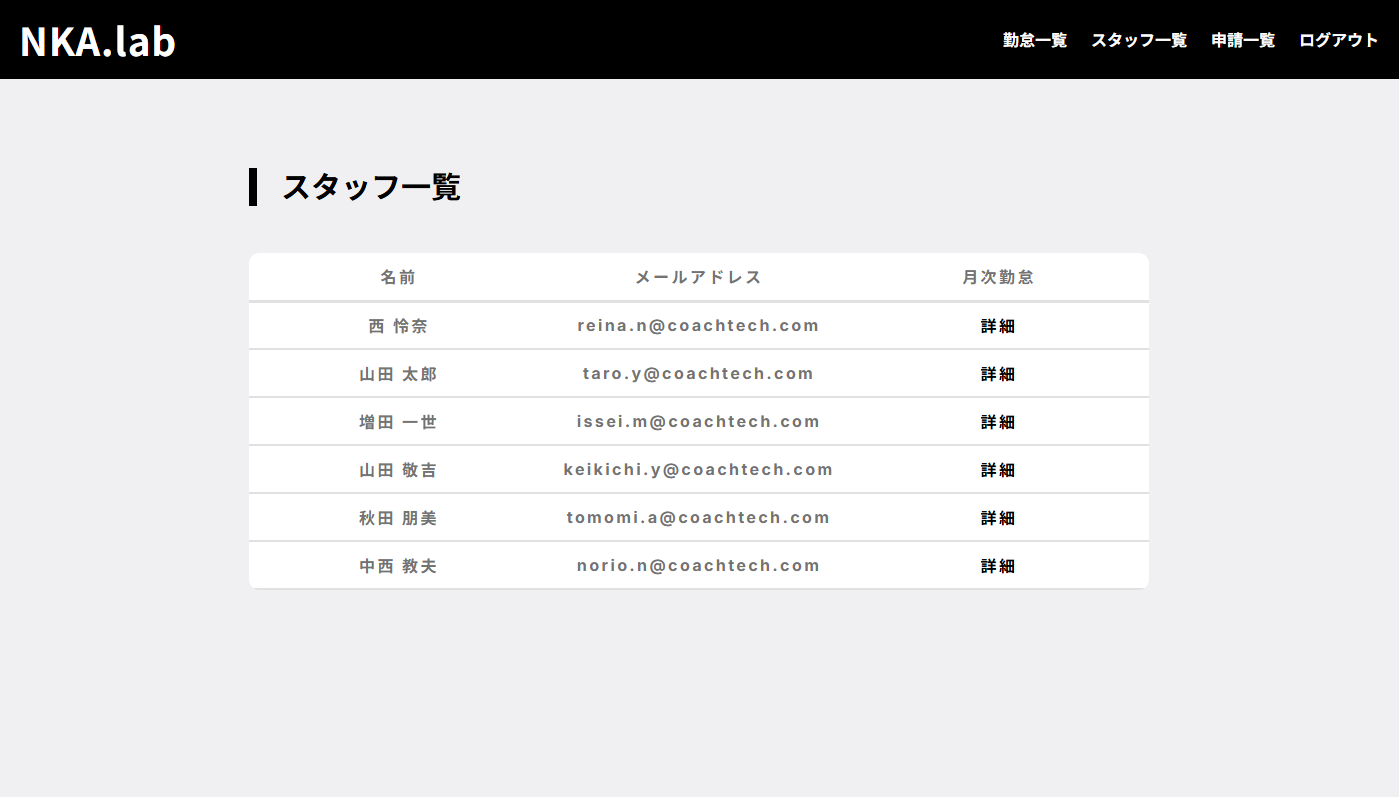 NKA.lab
勤怠一覧 スタッフ一覧 申請一覧 ログアウト
スタッフ一覧
名前 メールアドレス 月次勤怠
西 怜奈 reina.n@coachtech.com 詳細
山田 太郎 taro.y@coachtech.com 詳細
増田 一世 issei.m@coachtech.com 詳細
山田 敬吉 keikichi.y@coachtech.com 詳細
秋田 朋美 tomomi.a@coachtech.com 詳細
中西 教夫 norio.n@coachtech.com 詳細